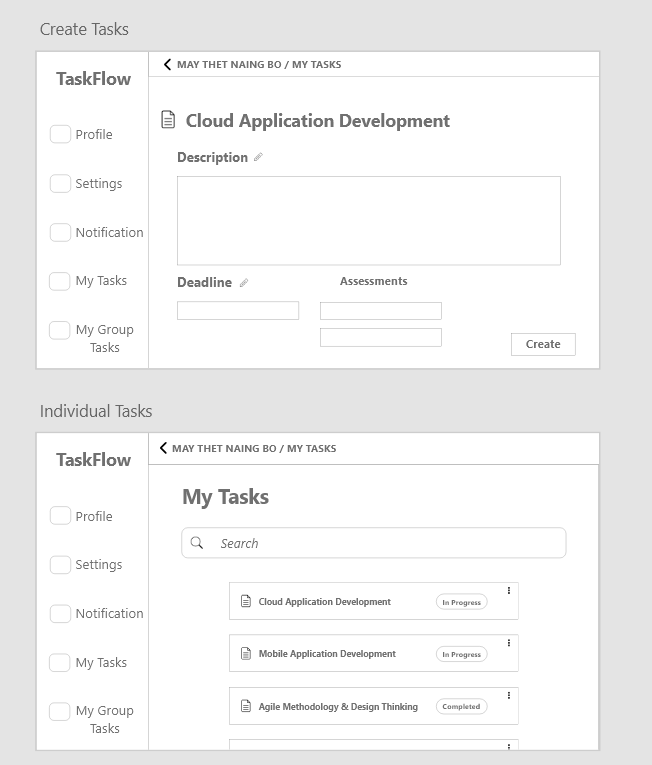 Create Tasks
TaskFlow
MAY THET NAING BO / MY TASKS
Cloud Application Development
Profile
Description
Settings
Notification
My Tasks
Deadline
Assessments
My Group
Tasks
Create
Individual Tasks
TaskFlow
MAY THET NAING BO / MY TASKS
My Tasks
Profile
Search
Settings
Cloud Application Development
In Progress
Notification
Mobile Application Development
In Progress
My Tasks
Agile Methodology & Design Thinking
Completed
My Group
Tasks